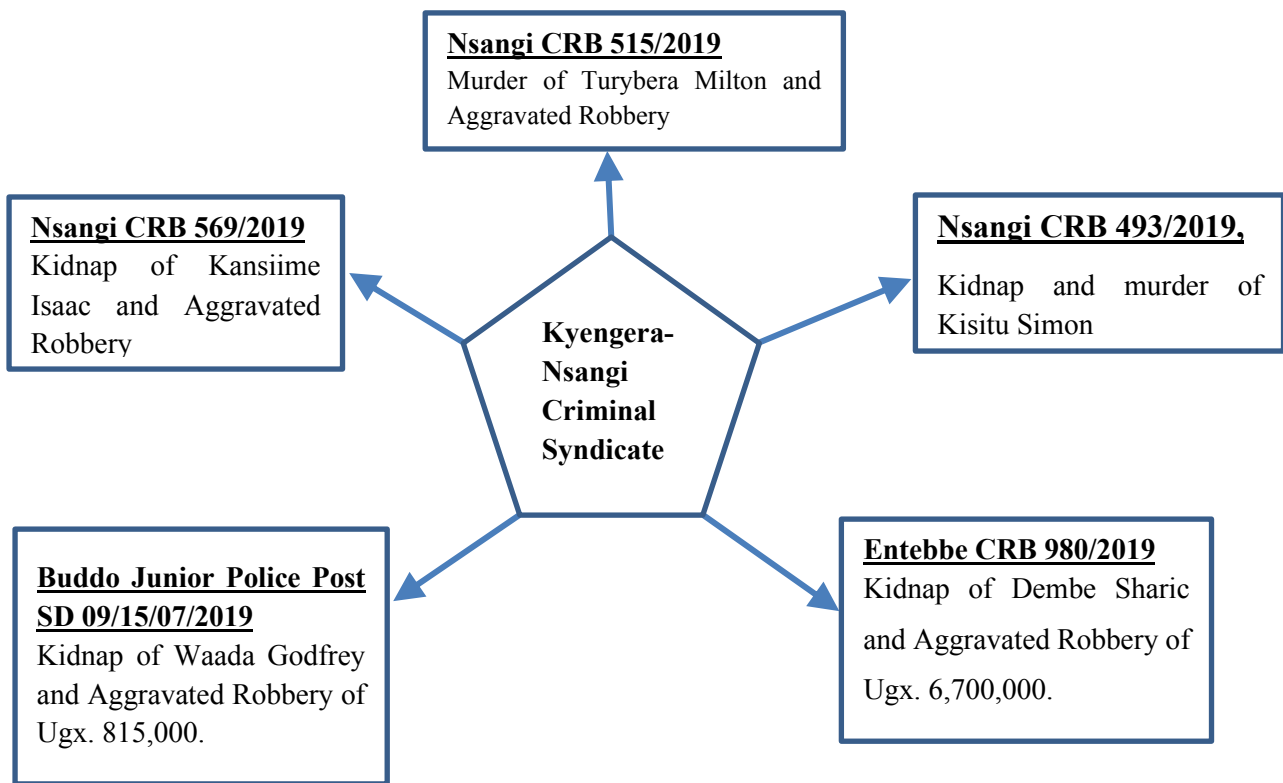 Nsangi CRB 515/2019
Murder of Turybera Milton and
Aggravated Robbery
Nsangi CRB 569/2019
Kidnap of Kansiime
Isaac and Aggravated
Robbery
Nsangi CRB 493/2019,
Kidnap and murder of
Kisitu Simon
Kyengera-
Nsangi
Criminal
Syndicate
Buddo Junior Police Post
SD 09/15/07/2019
Kidnap of Waada Godfrey
and Aggravated Robbery of
Ugx. 815,000.
Entebbe CRB 980/2019
Kidnap of Dembe Sharic
and Aggravated Robbery of
Ugx. 6,700,000.